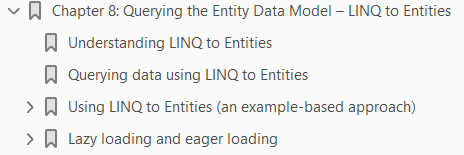 Chapter 8: Querying the Entity Data Model – LINQ to Entities
Understanding LINQ to Entities
Querying data using LINQ to Entities
Using LINQ to Entities (an example-based approach)
Lazy loading and eager loading